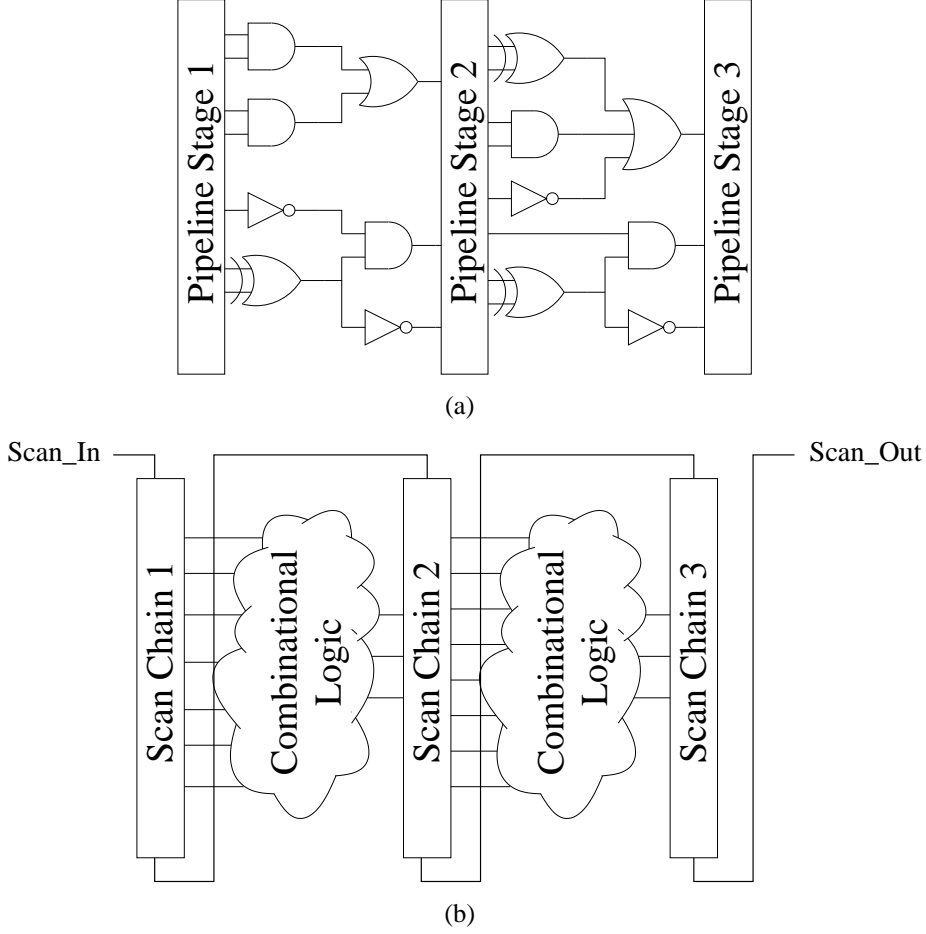 Pipeline Stage 1
Pipeline Stage 2
Pipeline Stage 3
(a)
Scan_In
Scan_Out
Scan Chain 1
Combinational
Logic
Scan Chain 2
Combinational
Logic
Scan Chain 3
(b)